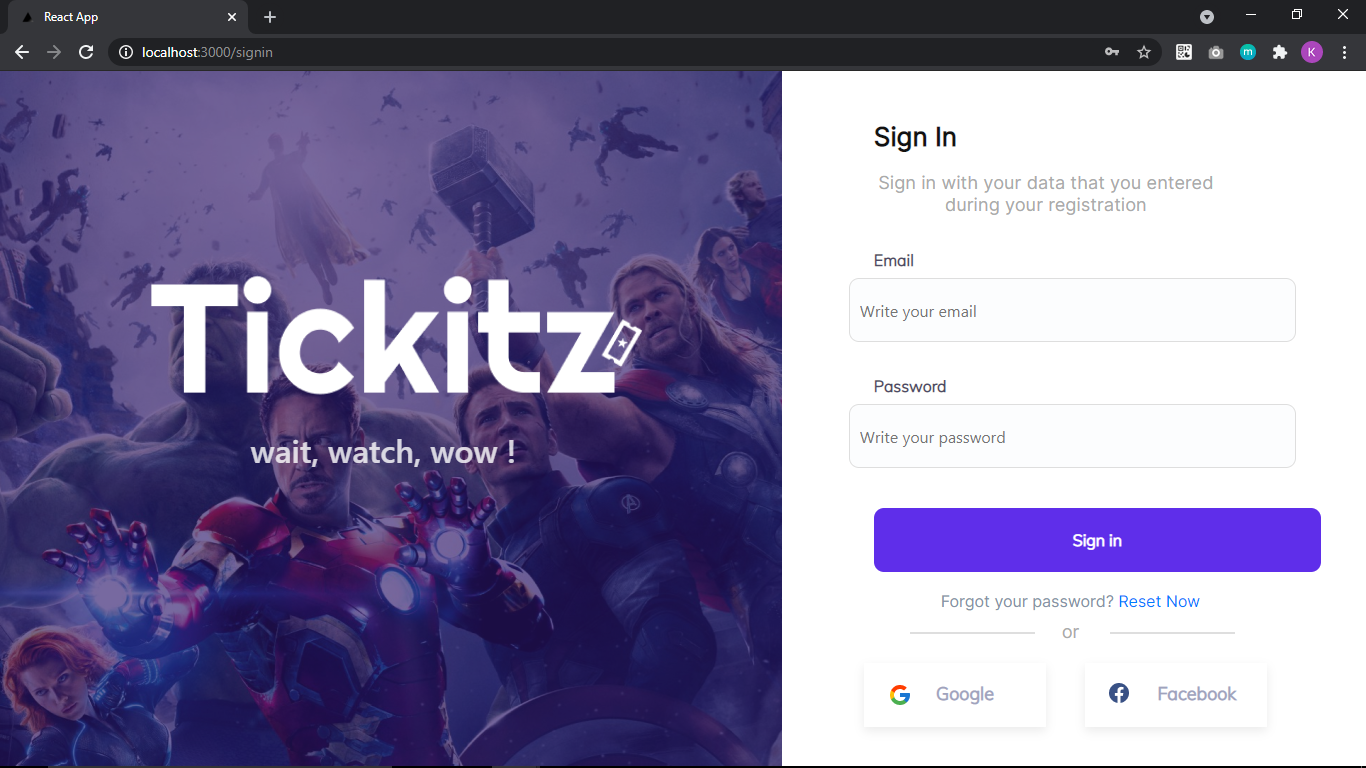 React App
localhost:3000/signin
K
m
Tickitz
wait, watch, wow !
Sign In
Sign in with your data that you entered
during your registration
Email
Write your email
Password
Write your password
Sign in
Forgot your password? Reset Now
or
Google
Facebook